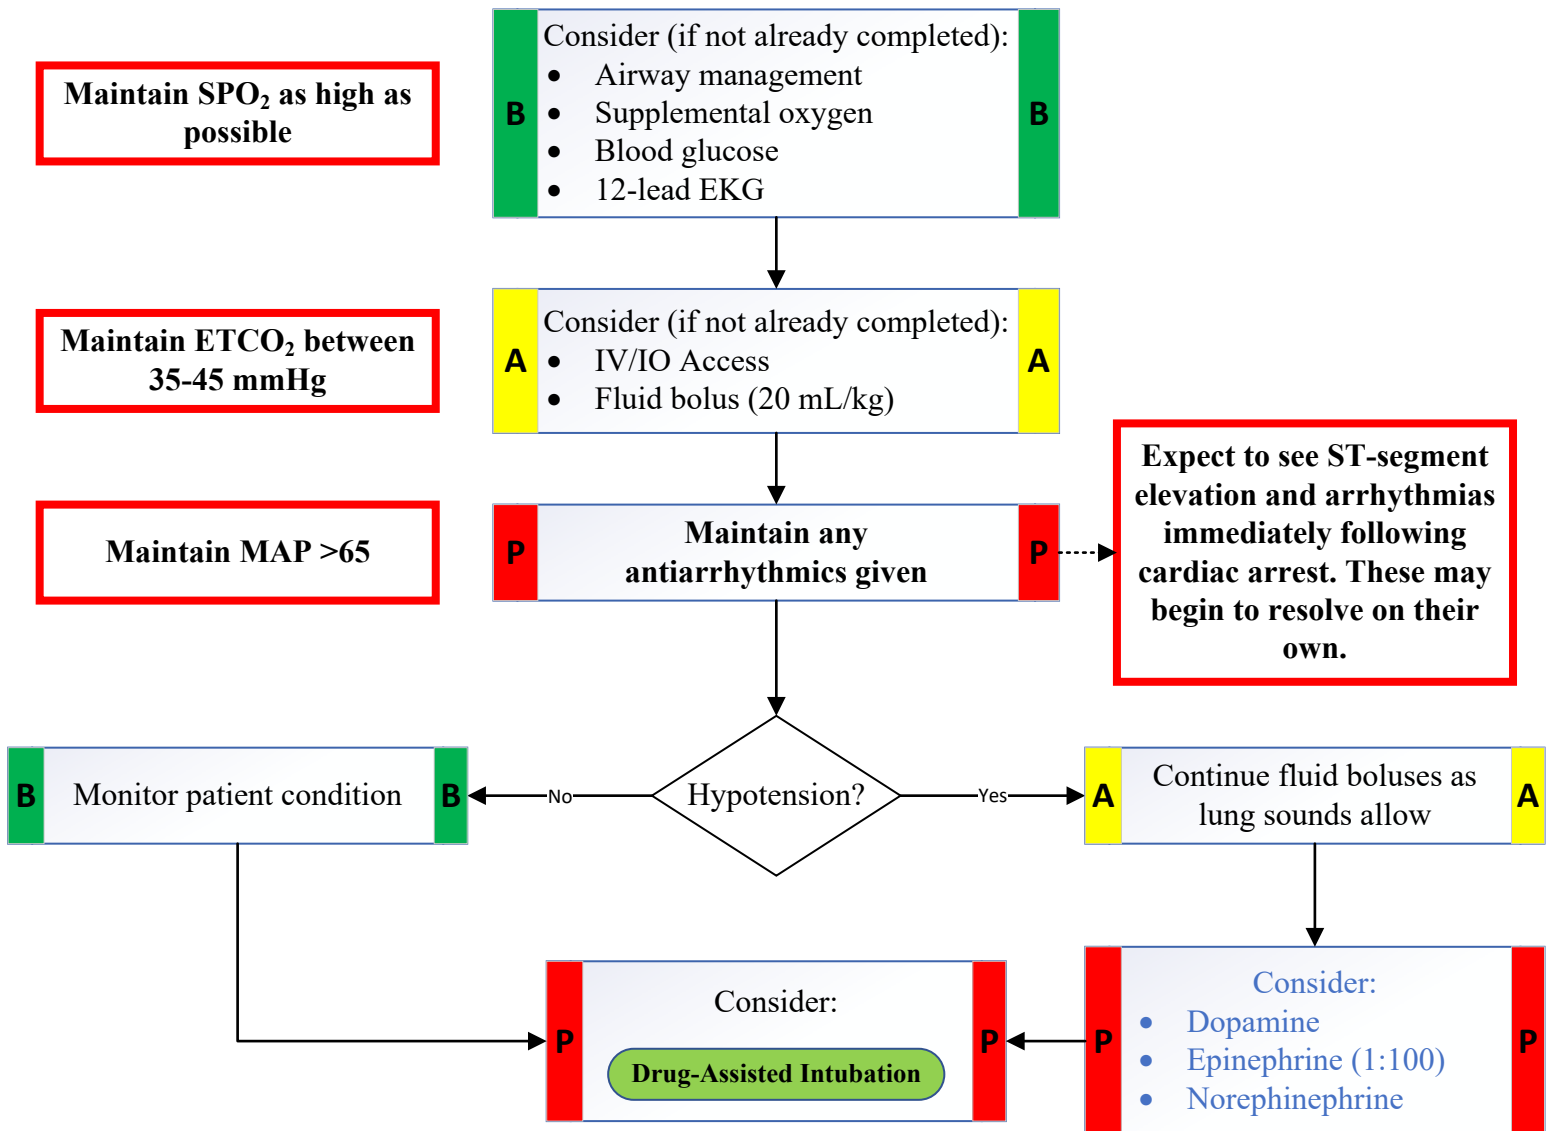 Consider (if not already completed):
• Airway management
• Supplemental oxygen
• Blood glucose
• 12-lead EKG
B
B
Maintain SPO₂ as high as
possible
Consider (if not already completed):
• IV/IO Access
• Fluid bolus (20 mL/kg)
A
A
Maintain ETCO₂ between
35-45 mmHg
Maintain any
antiarrhythmics given
P
P
Maintain MAP >65
Expect to see ST-segment
elevation and arrhythmias
immediately following
cardiac arrest. These may
begin to resolve on their
own.
Hypotension?
No
Yes
B
Monitor patient condition
B
A
Continue fluid boluses as
lung sounds allow
A
P
Consider:
Drug-Assisted Intubation
P
P
Consider:
• Dopamine
• Epinephrine (1:100)
• Norephinephrine
P